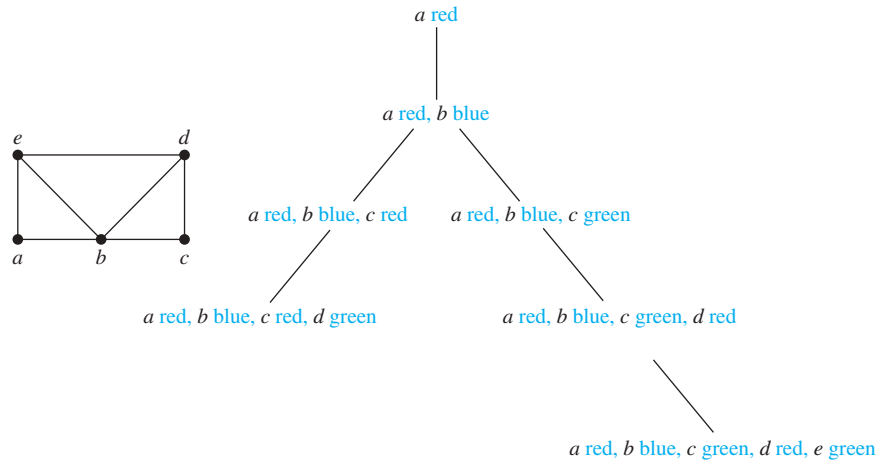 a red
a red, b blue
e d
a red, b blue, c red a red, b blue, c green
a b c
a red, b blue, c red, d green a red, b blue, c green, d red
a red, b blue, c green, d red, e green